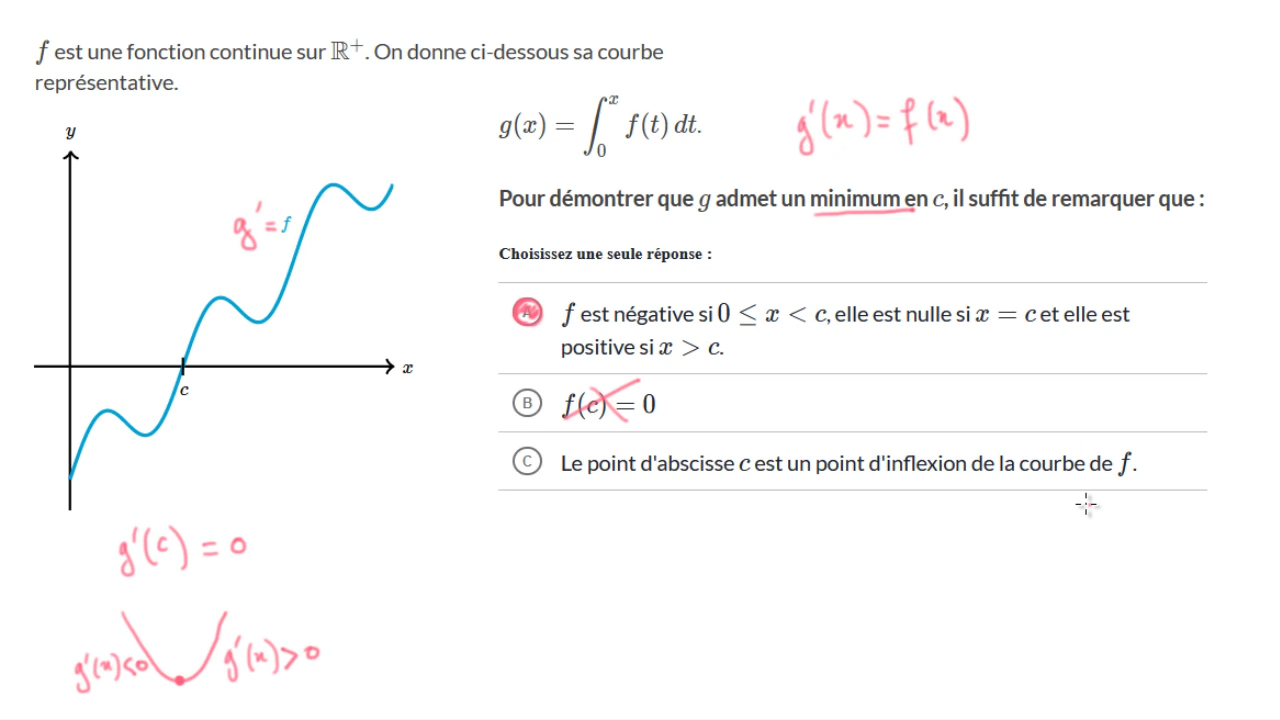 f est une fonction continue sur ℝ⁺. On donne ci-dessous sa courbe
représentative.
g(x) = ∫₀ˣ f(t) dt.
g'(x) = f(x)
Pour démontrer que g admet un minimum en c, il suffit de remarquer que :
Choisissez une seule réponse :
A
f est négative si 0 ≤ x < c, elle est nulle si x = c et elle est
positive si x > c.
B
f(c) = 0
C
Le point d'abscisse c est un point d'inflexion de la courbe de f.
y
g' = f
x
c
g'(c) = 0
g'(x)<0
g'(x)>0